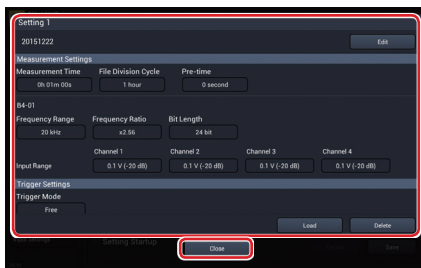 Setting 1
20151222 Edit
Measurement Settings
Measurement Time File Division Cycle Pre-time
0h 01m 00s 1 hour 0 second
B4-01
Frequency Range Frequency Ratio Bit Length
20 kHz x2.56 24 bit
Channel 1 Channel 2 Channel 3 Channel 4
Input Range 0.1 V (-20 dB) 0.1 V (-20 dB) 0.1 V (-20 dB) 0.1 V (-20 dB)
Trigger Settings
Trigger Mode
Free
Load Delete
Setting Startup
Close Save